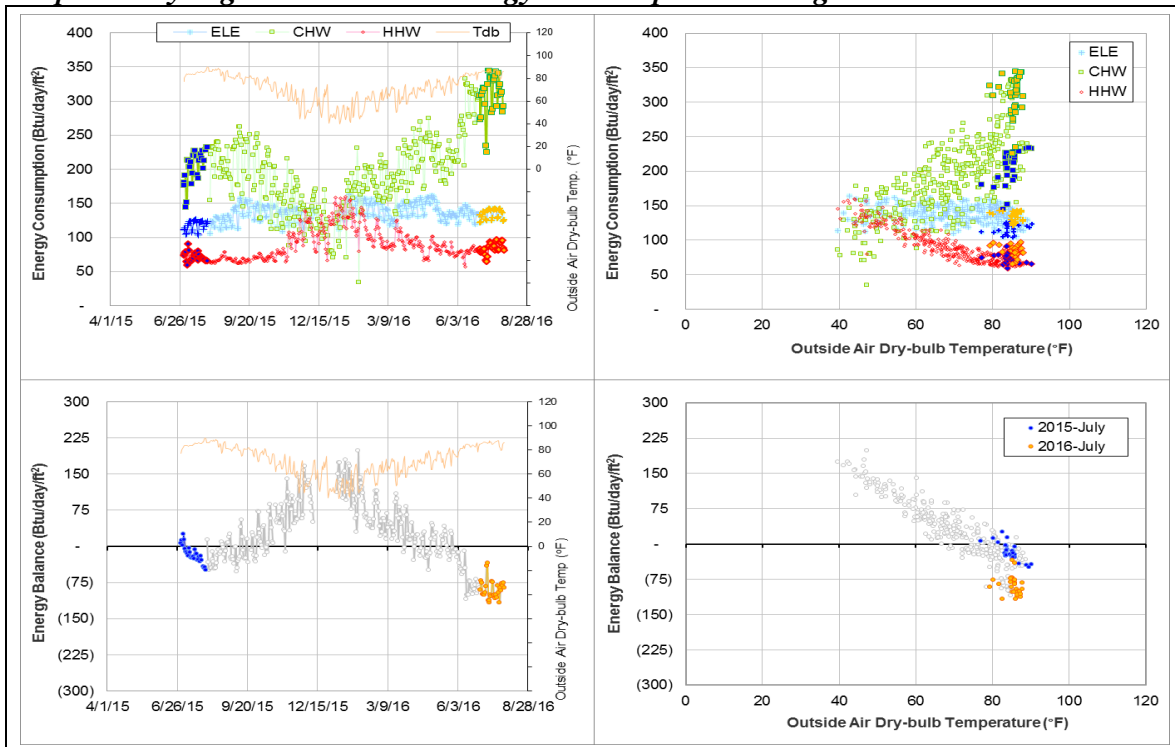 ELE CHW HHW Tdb
Energy Consumption (Btu/day/ft²)
400
350
300
250
200
150
100
50
-
120
100
80
60
40
20
0
Outside Air Dry-bulb Temp. (°F)
4/1/15 6/26/15 9/20/15 12/15/15 3/9/16 6/3/16 8/28/16
ELE
CHW
HHW
Energy Consumption (Btu/day/ft²)
400
350
300
250
200
150
100
50
-
0 20 40 60 80 100 120
Outside Air Dry-bulb Temperature (°F)
Energy Balance (Btu/day/ft²)
300
225
150
75
-
(75)
(150)
(225)
(300)
120
100
80
60
40
20
0
Outside Air Dry-bulb Temp (°F)
4/1/15 6/26/15 9/20/15 12/15/15 3/9/16 6/3/16 8/28/16
2015-July
2016-July
Energy Balance (Btu/day/ft²)
300
225
150
75
-
(75)
(150)
(225)
(300)
0 20 40 60 80 100 120
Outside Air Dry-bulb Temperature (°F)